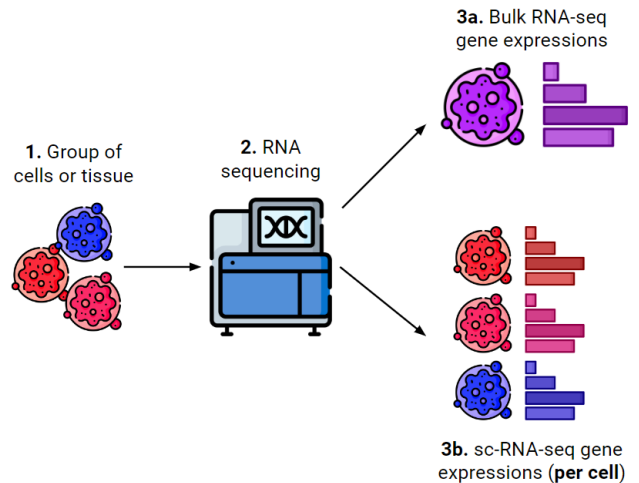 1. Group of
cells or tissue
2. RNA
sequencing
3a. Bulk RNA-seq
gene expressions
3b. sc-RNA-seq gene
expressions (per cell)